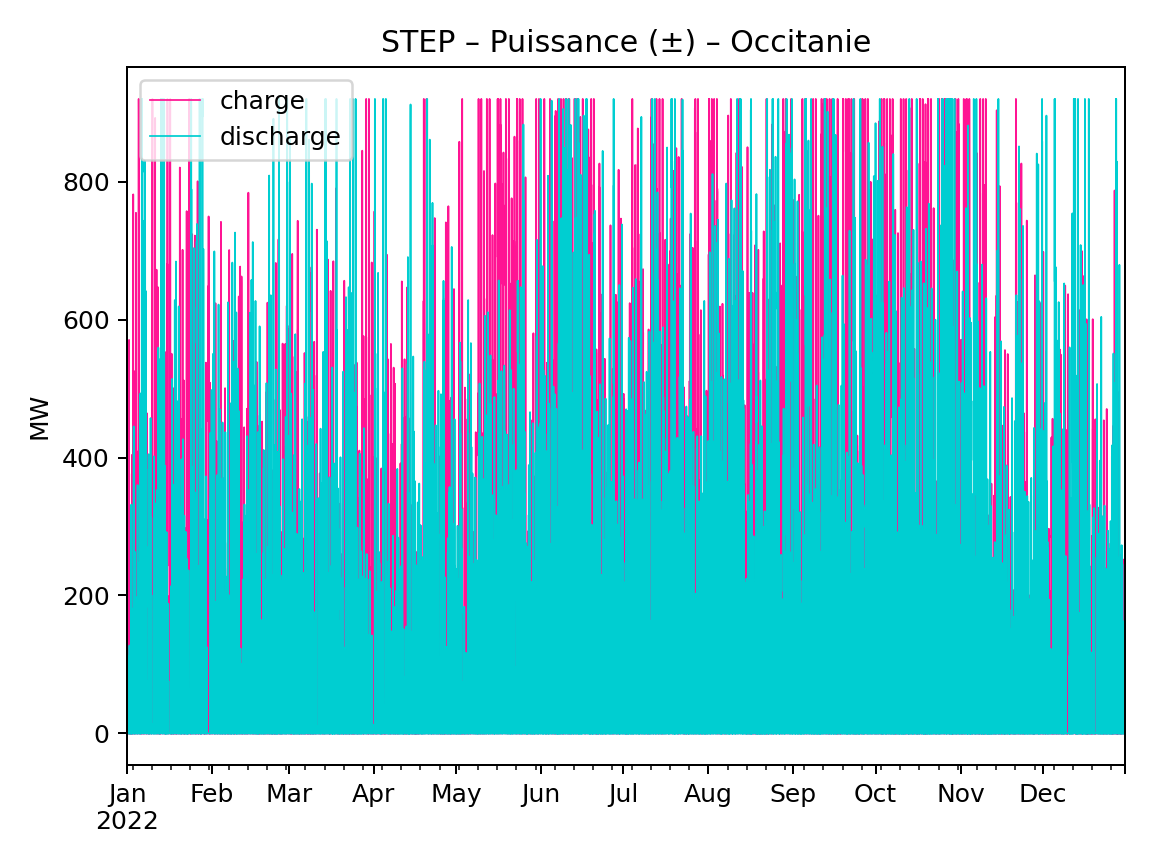 STEP – Puissance (±) – Occitanie
charge
discharge
MW
800
600
400
200
0
Jan Feb Mar Apr May Jun Jul Aug Sep Oct Nov Dec
2022